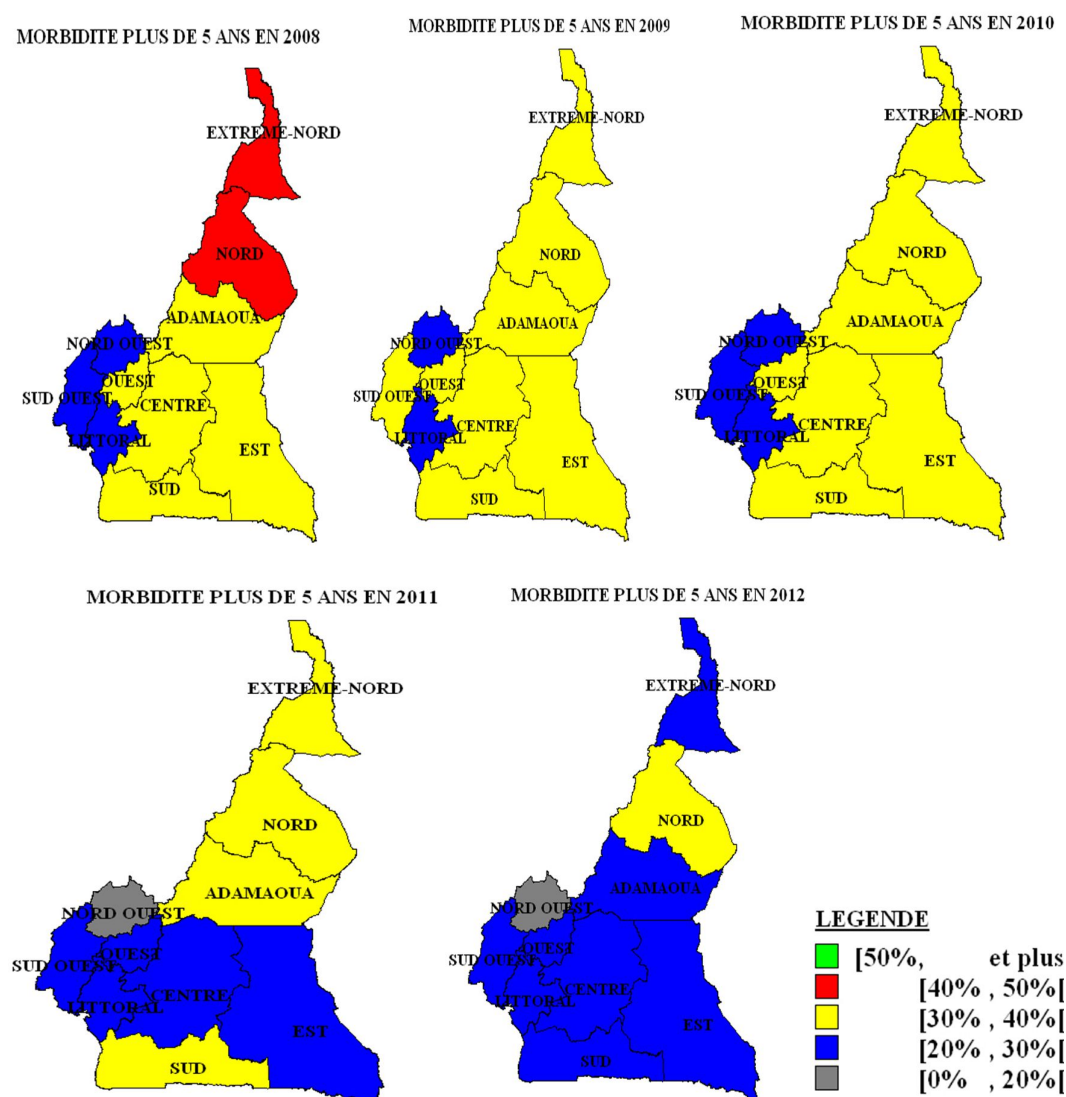 MORBIDITE PLUS DE 5 ANS EN 2008
EXTREME-NORD
NORD
ADAMAOUA
NORD OUEST
OUEST
SUD OUEST
CENTRE
LITTORAL
EST
SUD
MORBIDITE PLUS DE 5 ANS EN 2009
EXTREME-NORD
NORD
ADAMAOUA
NORD OUEST
OUEST
SUD OUEST
CENTRE
LITTORAL
EST
SUD
MORBIDITE PLUS DE 5 ANS EN 2010
EXTREME-NORD
NORD
ADAMAOUA
NORD OUEST
OUEST
SUD OUEST
CENTRE
LITTORAL
EST
SUD
MORBIDITE PLUS DE 5 ANS EN 2011
EXTREME-NORD
NORD
ADAMAOUA
NORD OUEST
OUEST
SUD OUEST
CENTRE
LITTORAL
EST
SUD
MORBIDITE PLUS DE 5 ANS EN 2012
EXTREME-NORD
NORD
ADAMAOUA
NORD OUEST
OUEST
SUD OUEST
CENTRE
LITTORAL
EST
SUD
LEGENDE
[50%, et plus
[40% , 50%[
[30% , 40%[
[20% , 30%[
[0% , 20%[